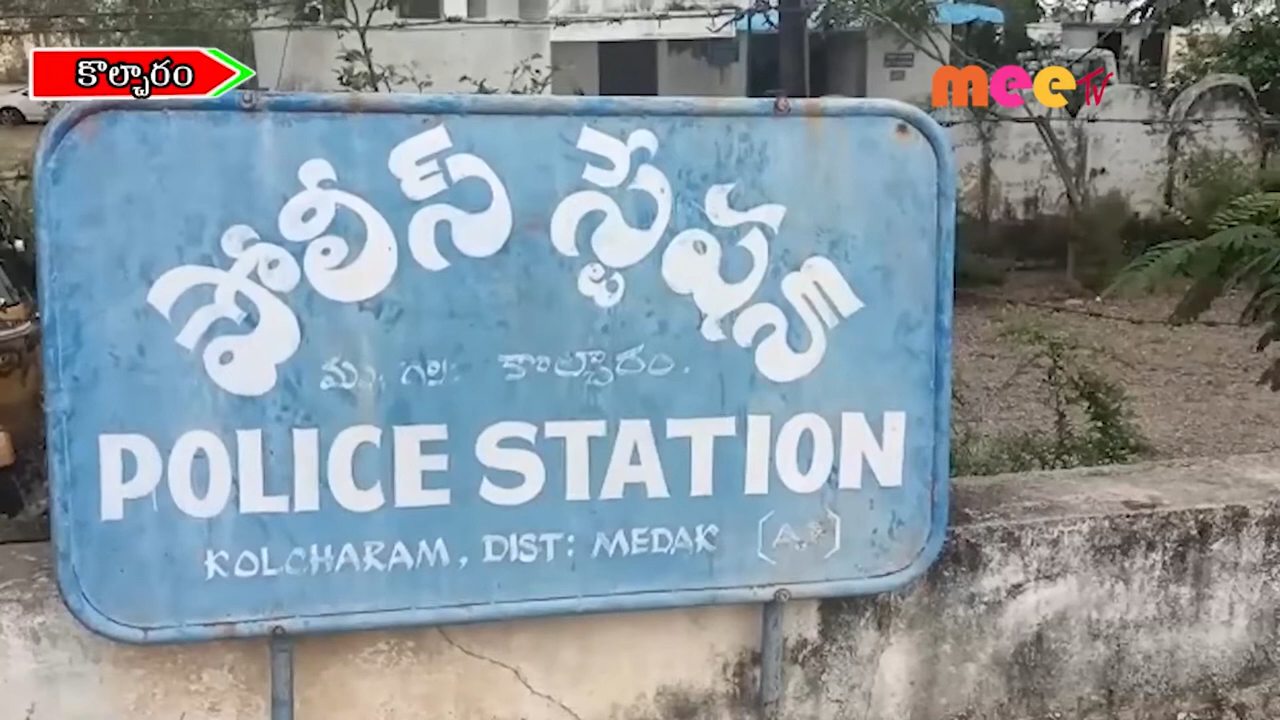 కొల్చారం
mee TV
పోలీస్ స్టేషన్
కొల్చారం.
POLICE STATION
KOLCHARAM, DIST: MEDAK (A.P)